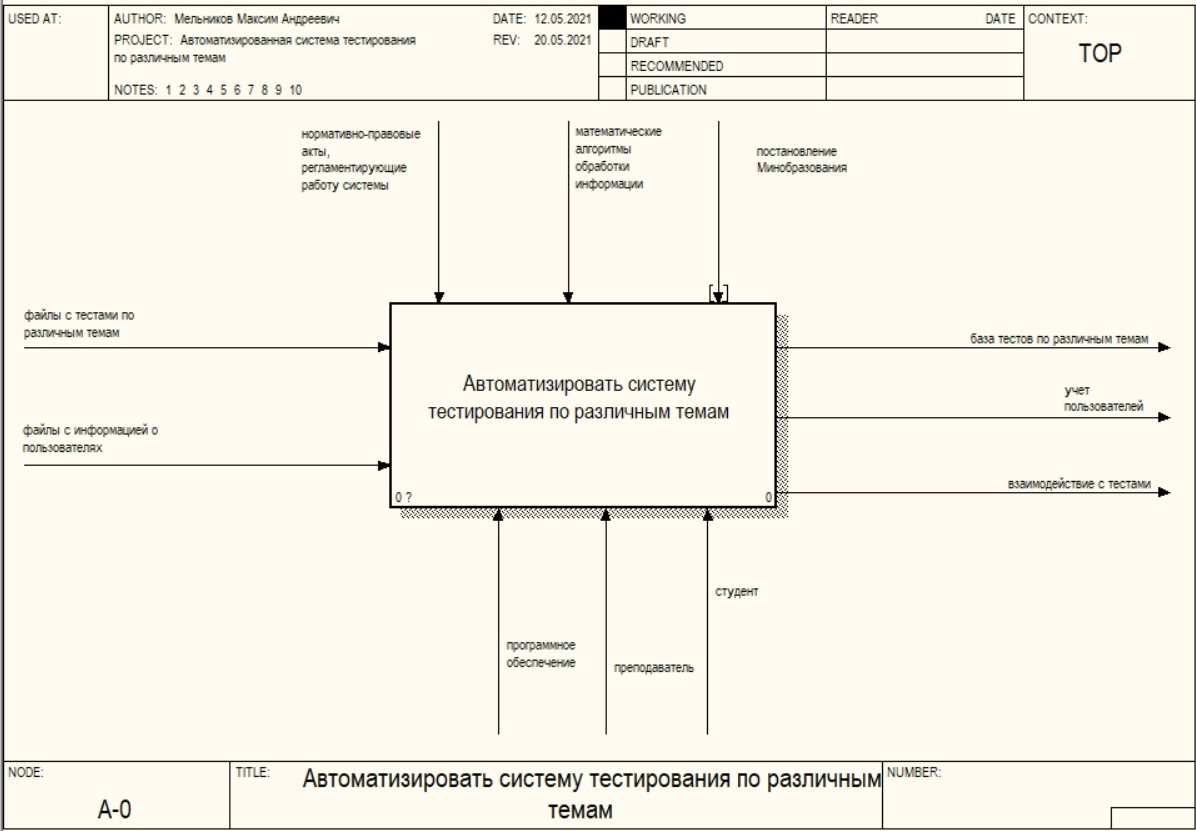 USED AT:
AUTHOR: Мельников Максим Андреевич
DATE: 12.05.2021
PROJECT: Автоматизированная система тестирования
REV: 20.05.2021
по различным темам
NOTES: 1 2 3 4 5 6 7 8 9 10
WORKING
DRAFT
RECOMMENDED
PUBLICATION
READER DATE
CONTEXT:
TOP
нормативно-правовые
акты,
регламентирующие
работу системы
математические
алгоритмы
обработки
информации
постановление
Минобразования
файлы с тестами по
различным темам
файлы с информацией о
пользователях
Автоматизировать систему
тестирования по различным темам
0 ?
0
база тестов по различным темам
учет
пользователей
взаимодействие с тестами
программное
обеспечение
преподаватель
студент
NODE:
A-0
TITLE:
Автоматизировать систему тестирования по различным
темам
NUMBER: